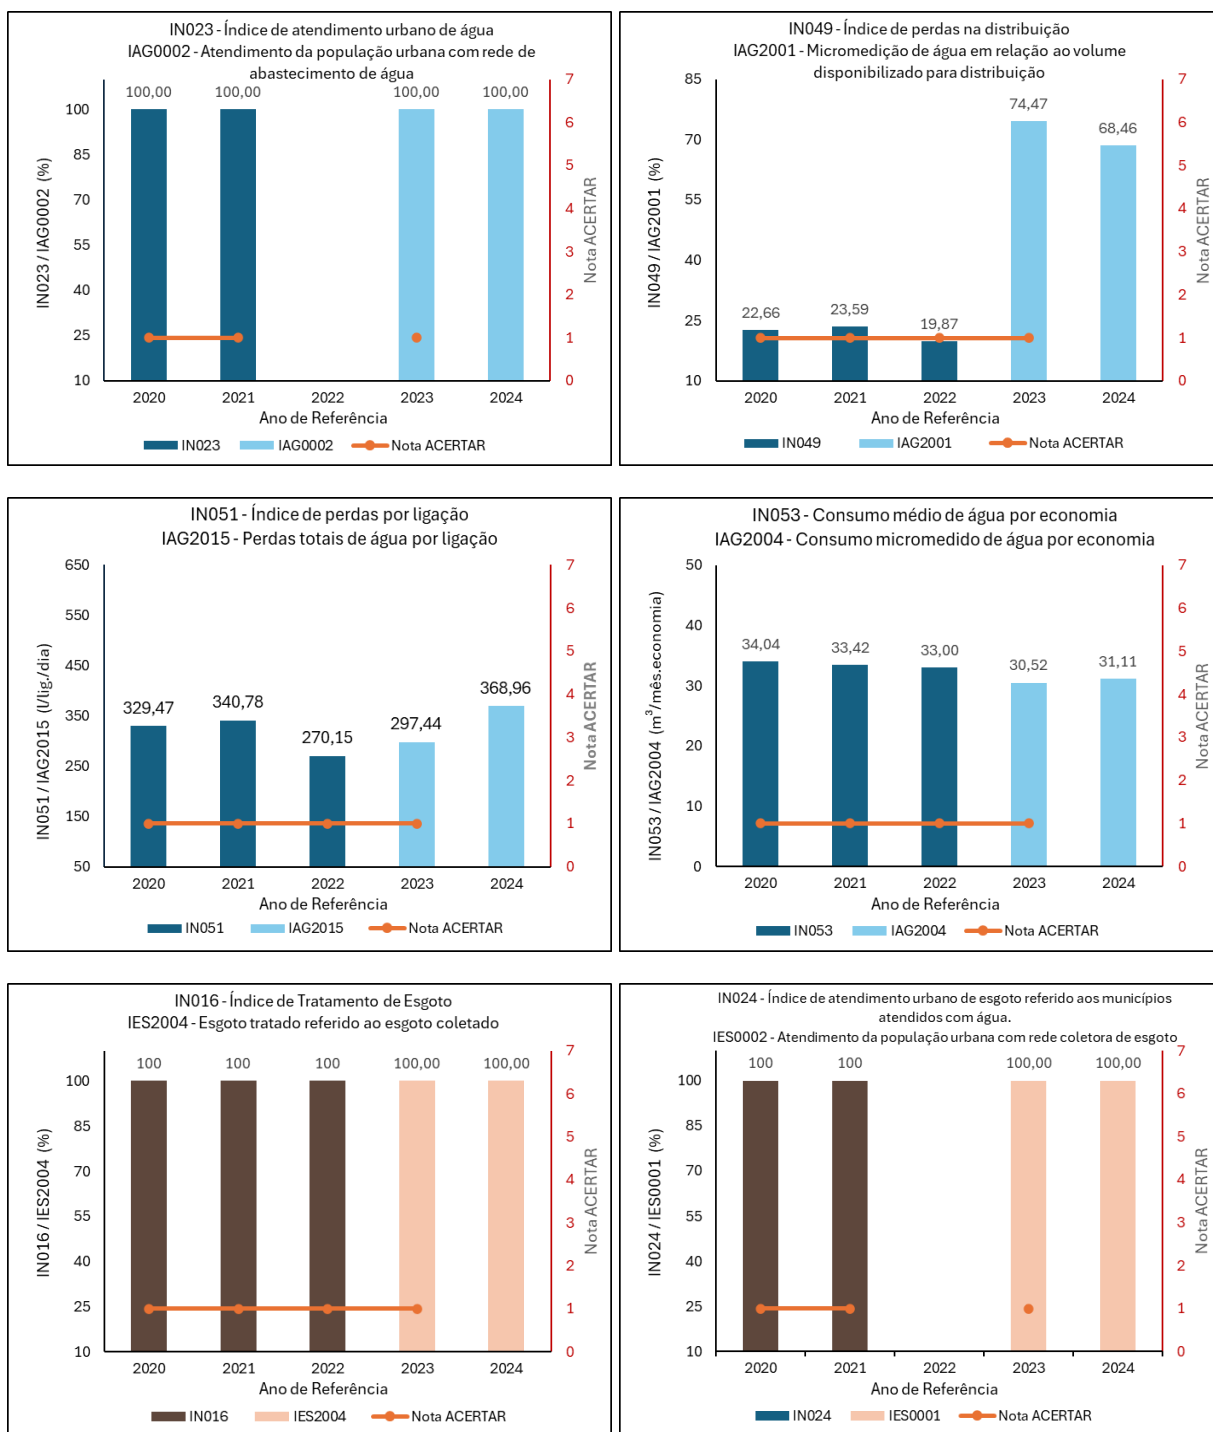 IN023 - Índice de atendimento urbano de água
IAG0002 - Atendimento da população urbana com rede de
abastecimento de água
100,00 100,00 100,00 100,00
100
85
70
55
40
25
10
7
6
5
4
3
2
1
0
IN023 / IAG0002 (%)
Nota ACERTAR
2020 2021 2022 2023 2024
Ano de Referência
IN023 IAG0002 Nota ACERTAR
IN049 - Índice de perdas na distribuição
IAG2001 - Micromedição de água em relação ao volume
disponibilizado para distribuição
22,66 23,59 19,87 74,47 68,46
85
70
55
40
25
10
7
6
5
4
3
2
1
0
IN049 / IAG2001 (%)
Nota ACERTAR
2020 2021 2022 2023 2024
Ano de Referência
IN049 IAG2001 Nota ACERTAR
IN051 - Índice de perdas por ligação
IAG2015 - Perdas totais de água por ligação
329,47 340,78 270,15 297,44 368,96
650
550
450
350
250
150
50
7
6
5
4
3
2
1
0
IN051 / IAG2015 (l/lig./dia)
Nota ACERTAR
2020 2021 2022 2023 2024
Ano de Referência
IN051 IAG2015 Nota ACERTAR
IN053 - Consumo médio de água por economia
IAG2004 - Consumo micromedido de água por economia
34,04 33,42 33,00 30,52 31,11
50
40
30
20
10
0
7
6
5
4
3
2
1
0
IN053 / IAG2004 (m³/mês.economia)
Nota ACERTAR
2020 2021 2022 2023 2024
Ano de Referência
IN053 IAG2004 Nota ACERTAR
IN016 - Índice de Tratamento de Esgoto
IES2004 - Esgoto tratado referido ao esgoto coletado
100 100 100 100,00 100,00
100
85
70
55
40
25
10
7
6
5
4
3
2
1
0
IN016 / IES2004 (%)
Nota ACERTAR
2020 2021 2022 2023 2024
Ano de Referência
IN016 IES2004 Nota ACERTAR
IN024 - Índice de atendimento urbano de esgoto referido aos municípios
atendidos com água.
IES0002 - Atendimento da população urbana com rede coletora de esgoto
100 100 100,00 100,00
100
85
70
55
40
25
10
7
6
5
4
3
2
1
0
IN024 / IES0001 (%)
Nota ACERTAR
2020 2021 2022 2023 2024
Ano de Referência
IN024 IES0001 Nota ACERTAR